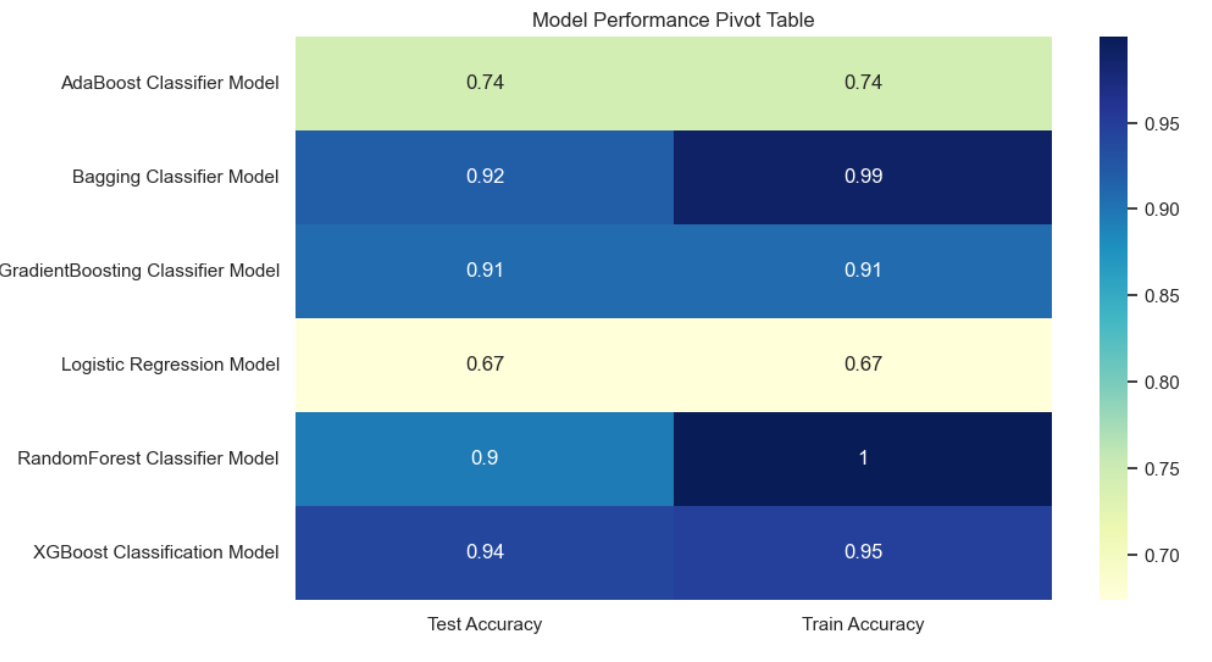 Model Performance Pivot Table
AdaBoost Classifier Model 0.74 0.74
Bagging Classifier Model 0.92 0.99
GradientBoosting Classifier Model 0.91 0.91
Logistic Regression Model 0.67 0.67
RandomForest Classifier Model 0.9 1
XGBoost Classification Model 0.94 0.95
Test Accuracy Train Accuracy
0.95
0.90
0.85
0.80
0.75
0.70